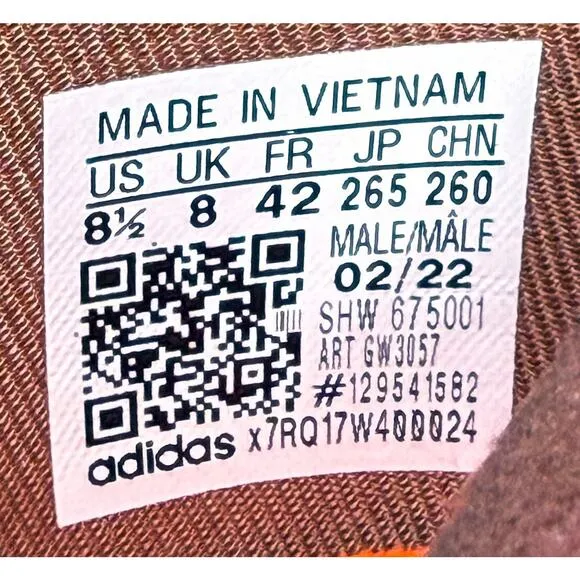 MADE IN VIETNAM
US UK FR JP CHN
8½ 8 42 265 260
MALE/MÂLE
02/22
SHW 675001
ART GW3057
#129541582
adidas x7RQ17W400024